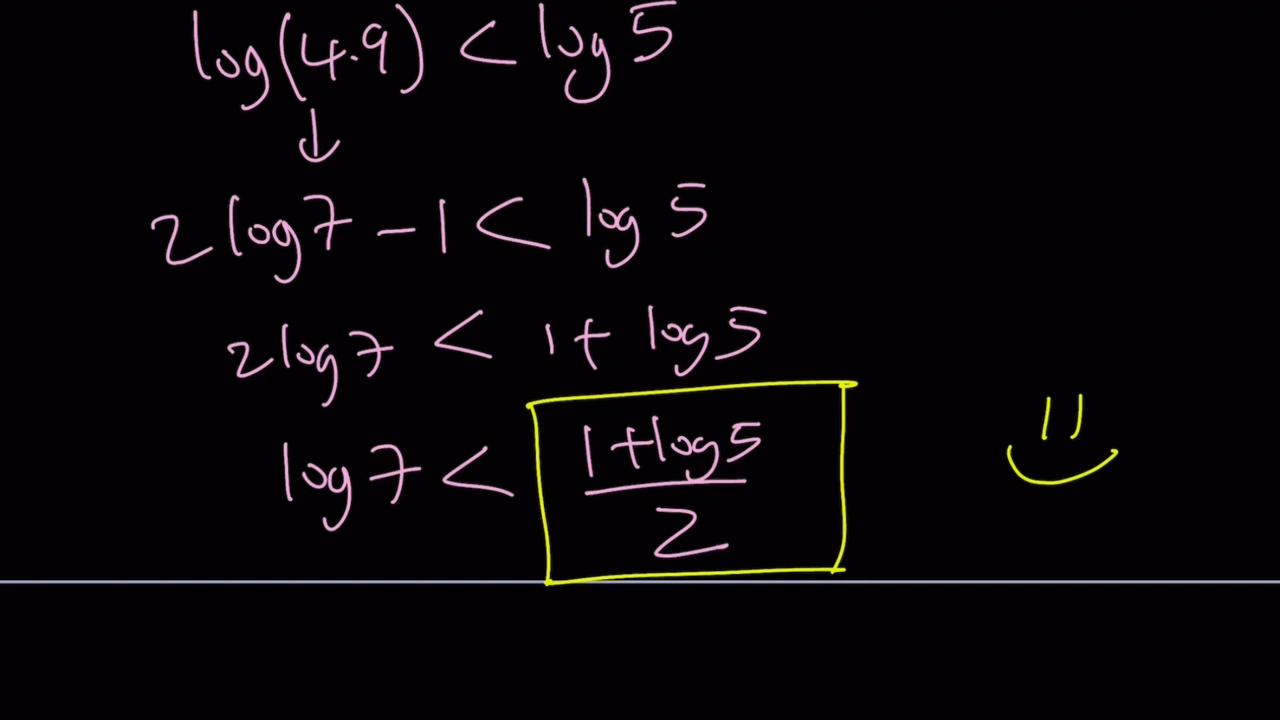 log(4.9) < log 5
↓
2 log 7 - 1 < log 5
2 log 7 < 1 + log 5
log 7 < (1 + log 5)/2